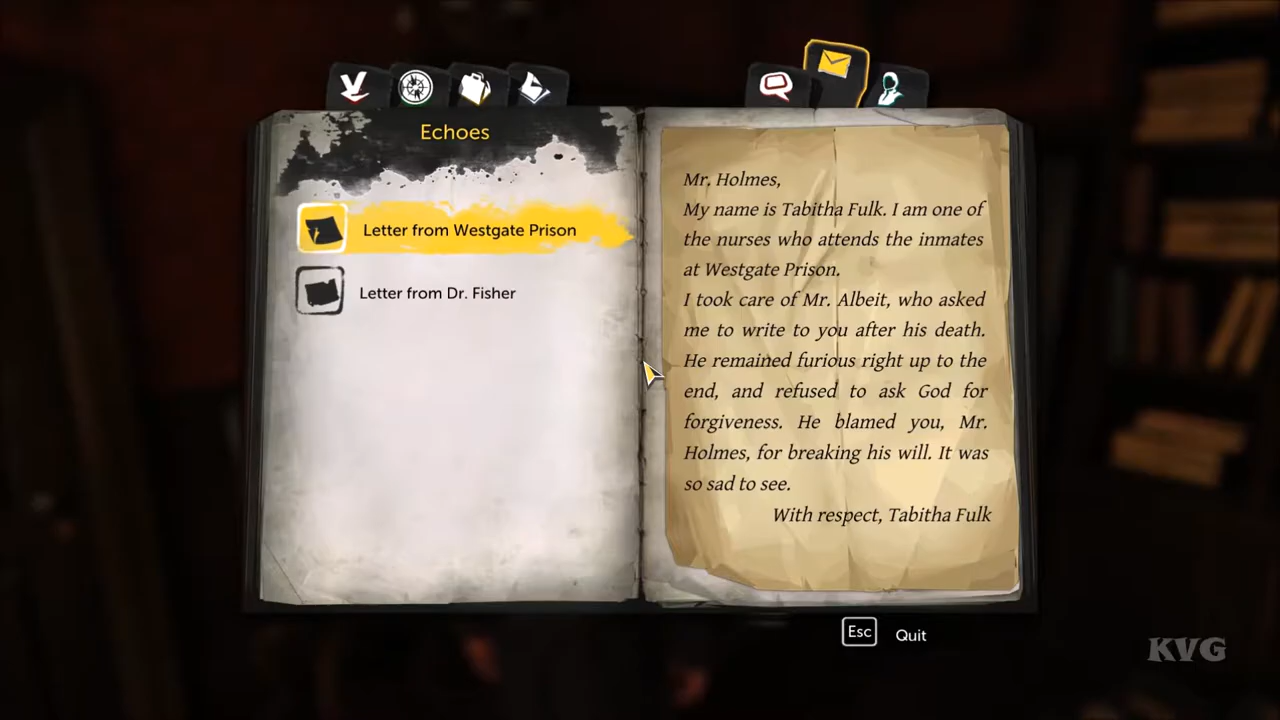 Echoes
Letter from Westgate Prison
Letter from Dr. Fisher
Mr. Holmes,
My name is Tabitha Fulk. I am one of
the nurses who attends the inmates
at Westgate Prison.
I took care of Mr. Albeit, who asked
me to write to you after his death.
He remained furious right up to the
end, and refused to ask God for
forgiveness. He blamed you, Mr.
Holmes, for breaking his will. It was
so sad to see.
With respect, Tabitha Fulk
Esc Quit
KVG